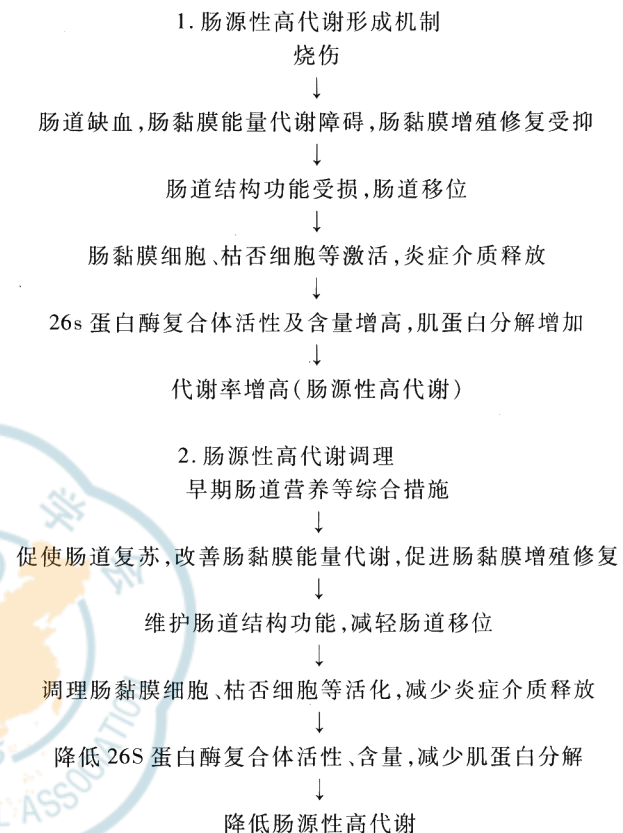 1. 肠源性高代谢形成机制
烧伤
↓
肠道缺血,肠黏膜能量代谢障碍,肠黏膜增殖修复受抑
↓
肠道结构功能受损,肠道移位
↓
肠黏膜细胞、枯否细胞等激活,炎症介质释放
↓
26s 蛋白酶复合体活性及含量增高,肌蛋白分解增加
↓
代谢率增高(肠源性高代谢)
2. 肠源性高代谢调理
早期肠道营养等综合措施
↓
促使肠道复苏,改善肠黏膜能量代谢,促进肠黏膜增殖修复
↓
维护肠道结构功能,减轻肠道移位
↓
调理肠黏膜细胞、枯否细胞等活化,减少炎症介质释放
↓
降低 26S 蛋白酶复合体活性、含量,减少肌蛋白分解
↓
降低肠源性高代谢
学会
ASSOCIATION